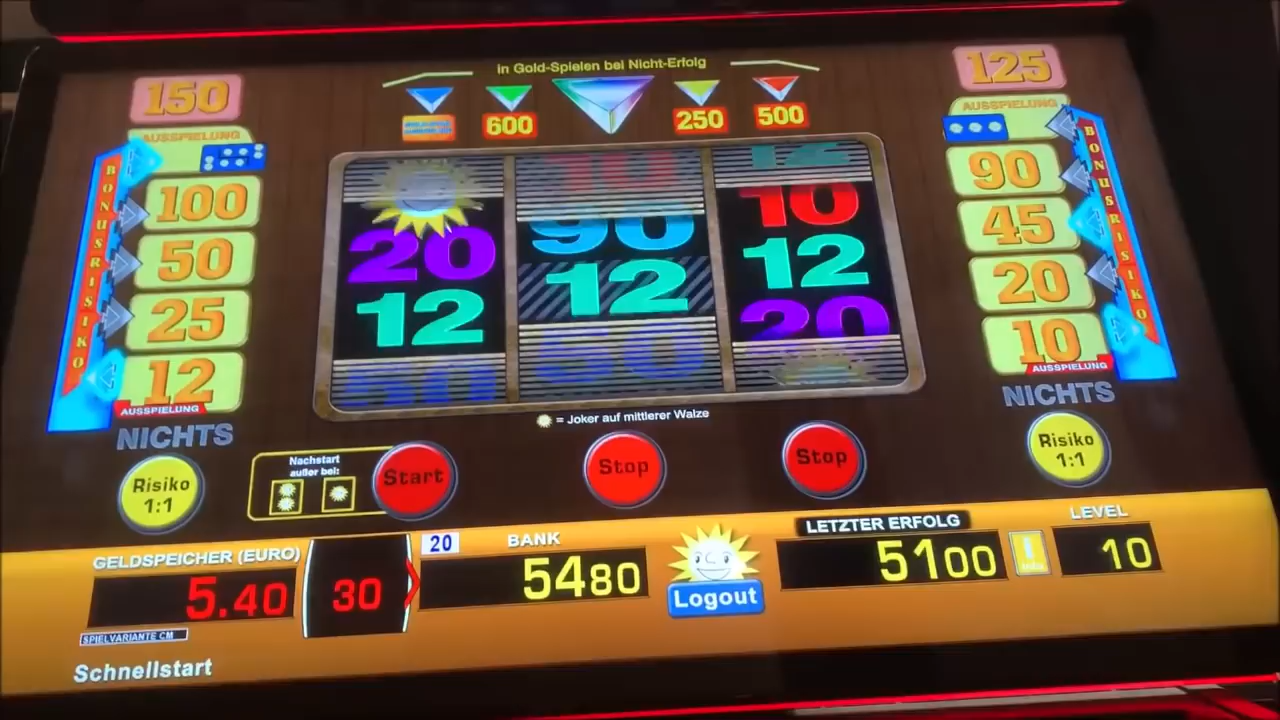 in Gold-Spielen bei Nicht-Erfolg
150
125
600
250
500
AUSSPIELUNG
AUSSPIELUNG
BONUSRISIKO
100
50
25
12
AUSSPIELUNG
NICHTS
16
20
90
10
12
12
12
50
20
90
45
20
10
AUSSPIELUNG
NICHTS
BONUSRISIKO
= Joker auf mittlerer Walze
Risiko
1:1
Nachstart
außer bei:
Start
Stop
Stop
Risiko
1:1
GELDSPEICHER (EURO)
5.40
30
20
BANK
5480
Logout
LETZTER ERFOLG
5100
LEVEL
10
SPIELVARIANTE CM
Schnellstart